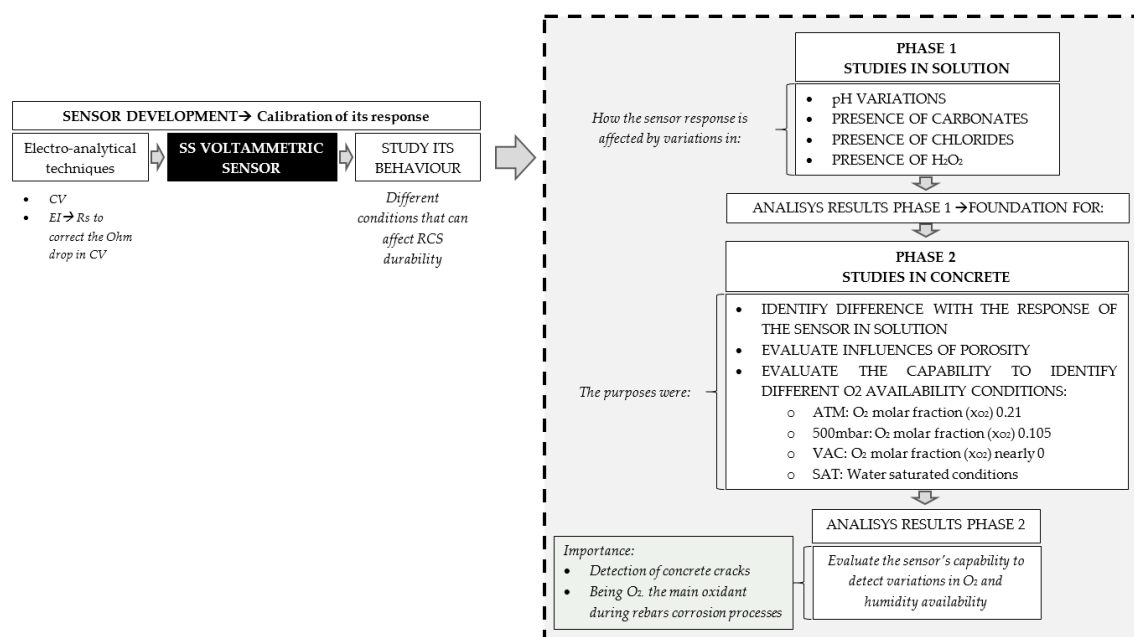 SENSOR DEVELOPMENT→ Calibration of its response
Electro-analytical
techniques
SS VOLTAMMETRIC
SENSOR
STUDY ITS
BEHAVIOUR
• CV
• EI→ Rs to
correct the Ohm
drop in CV
Different
conditions that can
affect RCS
durability
PHASE 1
STUDIES IN SOLUTION
How the sensor response is
affected by variations in:
• pH VARIATIONS
• PRESENCE OF CARBONATES
• PRESENCE OF CHLORIDES
• PRESENCE OF H₂O₂
ANALISYS RESULTS PHASE 1 →FOUNDATION FOR:
PHASE 2
STUDIES IN CONCRETE
The purposes were:
• IDENTIFY DIFFERENCE WITH THE RESPONSE OF
THE SENSOR IN SOLUTION
• EVALUATE INFLUENCES OF POROSITY
• EVALUATE THE CAPABILITY TO IDENTIFY
DIFFERENT O2 AVAILABILITY CONDITIONS:
o ATM: O₂ molar fraction (xO₂) 0.21
o 500mbar: O₂ molar fraction (xO₂) 0.105
o VAC: O₂ molar fraction (xO₂) nearly 0
o SAT: Water saturated conditions
ANALISYS RESULTS PHASE 2
Evaluate the sensor's capability to
detect variations in O₂ and
humidity availability
Importance:
• Detection of concrete cracks
• Being O₂, the main oxidant
during rebars corrosion processes